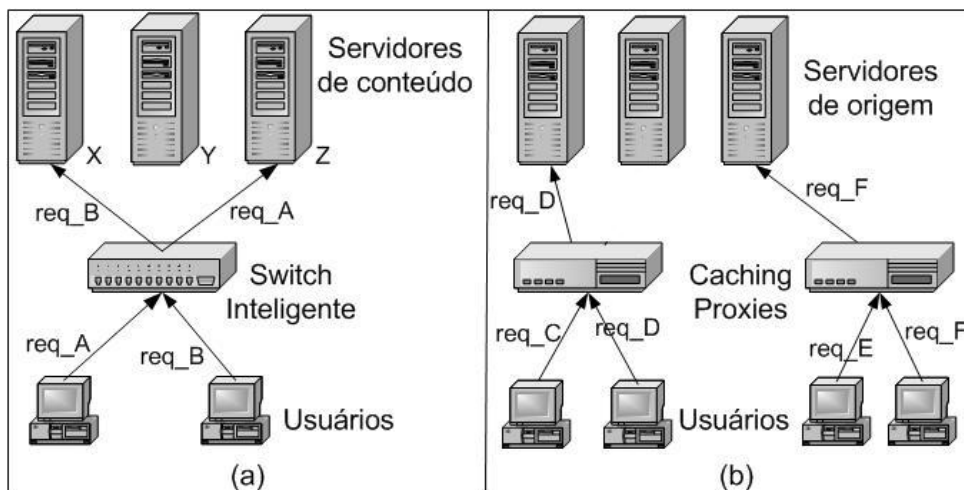 Servidores
de conteúdo
X
Y
Z
req_B
req_A
Switch
Inteligente
req_A
req_B
Usuários
(a)
Servidores
de origem
req_D
req_F
Caching
Proxies
req_C
req_D
req_E
req_F
Usuários
(b)